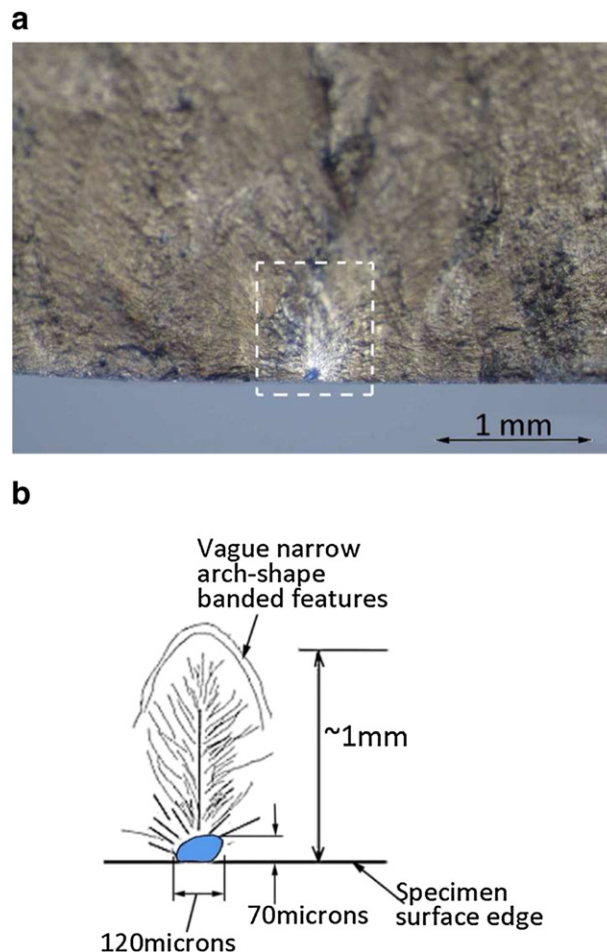 a
1 mm
b
Vague narrow
arch-shape
banded features
~1mm
70microns
Specimen
surface edge
120microns